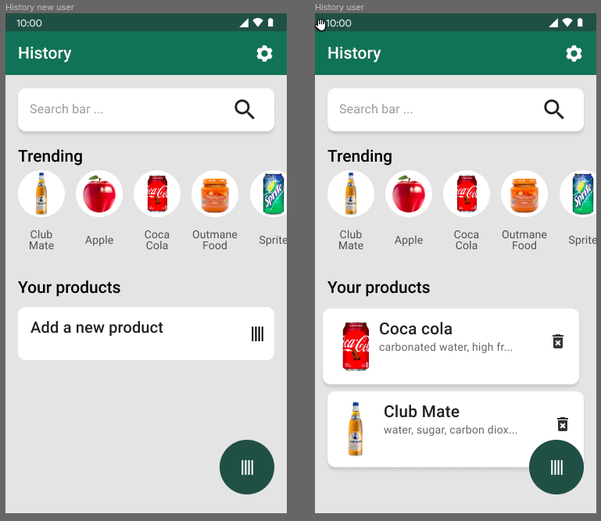 History new user
10:00
History
Search bar ...
Trending
Club
Mate
Apple
Coca
Cola
Outmane
Food
Sprite
Your products
Add a new product
History user
10:00
History
Search bar ...
Trending
Club
Mate
Apple
Coca
Cola
Outmane
Food
Sprite
Your products
Coca cola
carbonated water, high fr...
Club Mate
water, sugar, carbon diox...